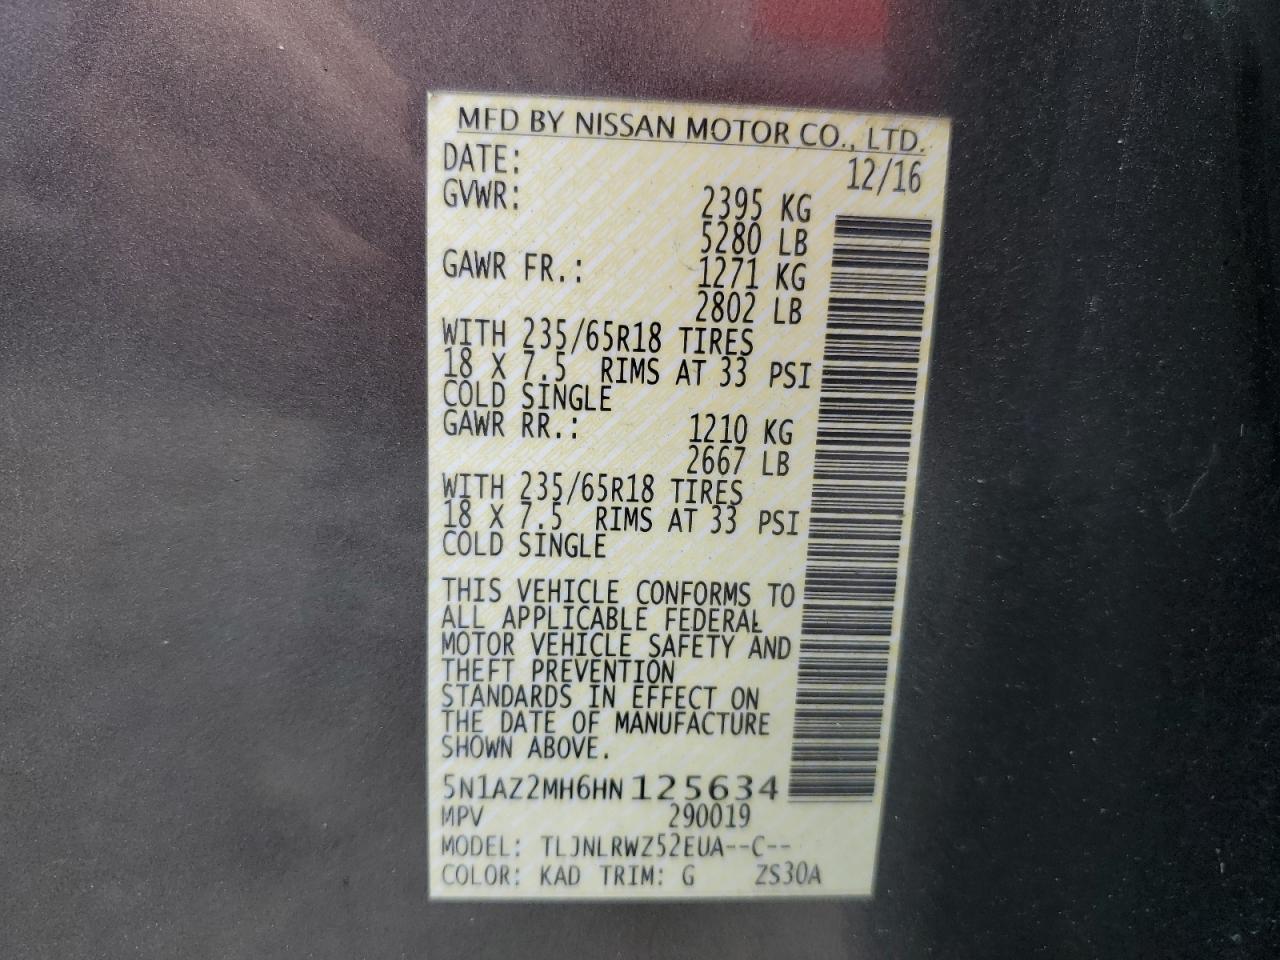 MFD BY NISSAN MOTOR CO., LTD.
DATE: 12/16
GVWR: 2395 KG
5280 LB
GAWR FR.: 1271 KG
2802 LB
WITH 235/65R18 TIRES
18 X 7.5 RIMS AT 33 PSI
COLD SINGLE
GAWR RR.: 1210 KG
2667 LB
WITH 235/65R18 TIRES
18 X 7.5 RIMS AT 33 PSI
COLD SINGLE
THIS VEHICLE CONFORMS TO
ALL APPLICABLE FEDERAL
MOTOR VEHICLE SAFETY AND
THEFT PREVENTION
STANDARDS IN EFFECT ON
THE DATE OF MANUFACTURE
SHOWN ABOVE.
5N1AZ2MH6HN125634
MPV 290019
MODEL: TLJNLRWZ52EUA--C--
COLOR: KAD TRIM: G ZS30A